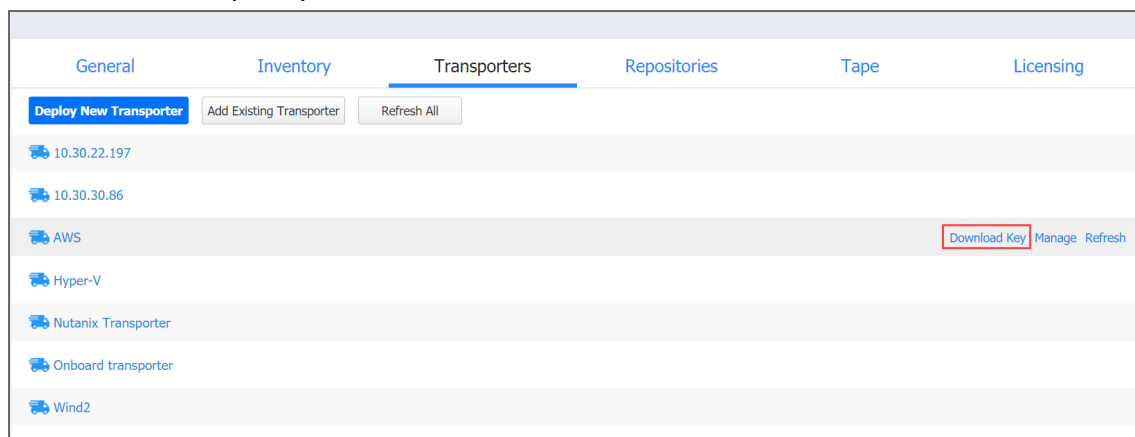 General Inventory Transporters Repositories Tape Licensing
Deploy New Transporter Add Existing Transporter Refresh All
10.30.22.197
10.30.30.86
AWS Download Key Manage Refresh
Hyper-V
Nutanix Transporter
Onboard transporter
Wind2